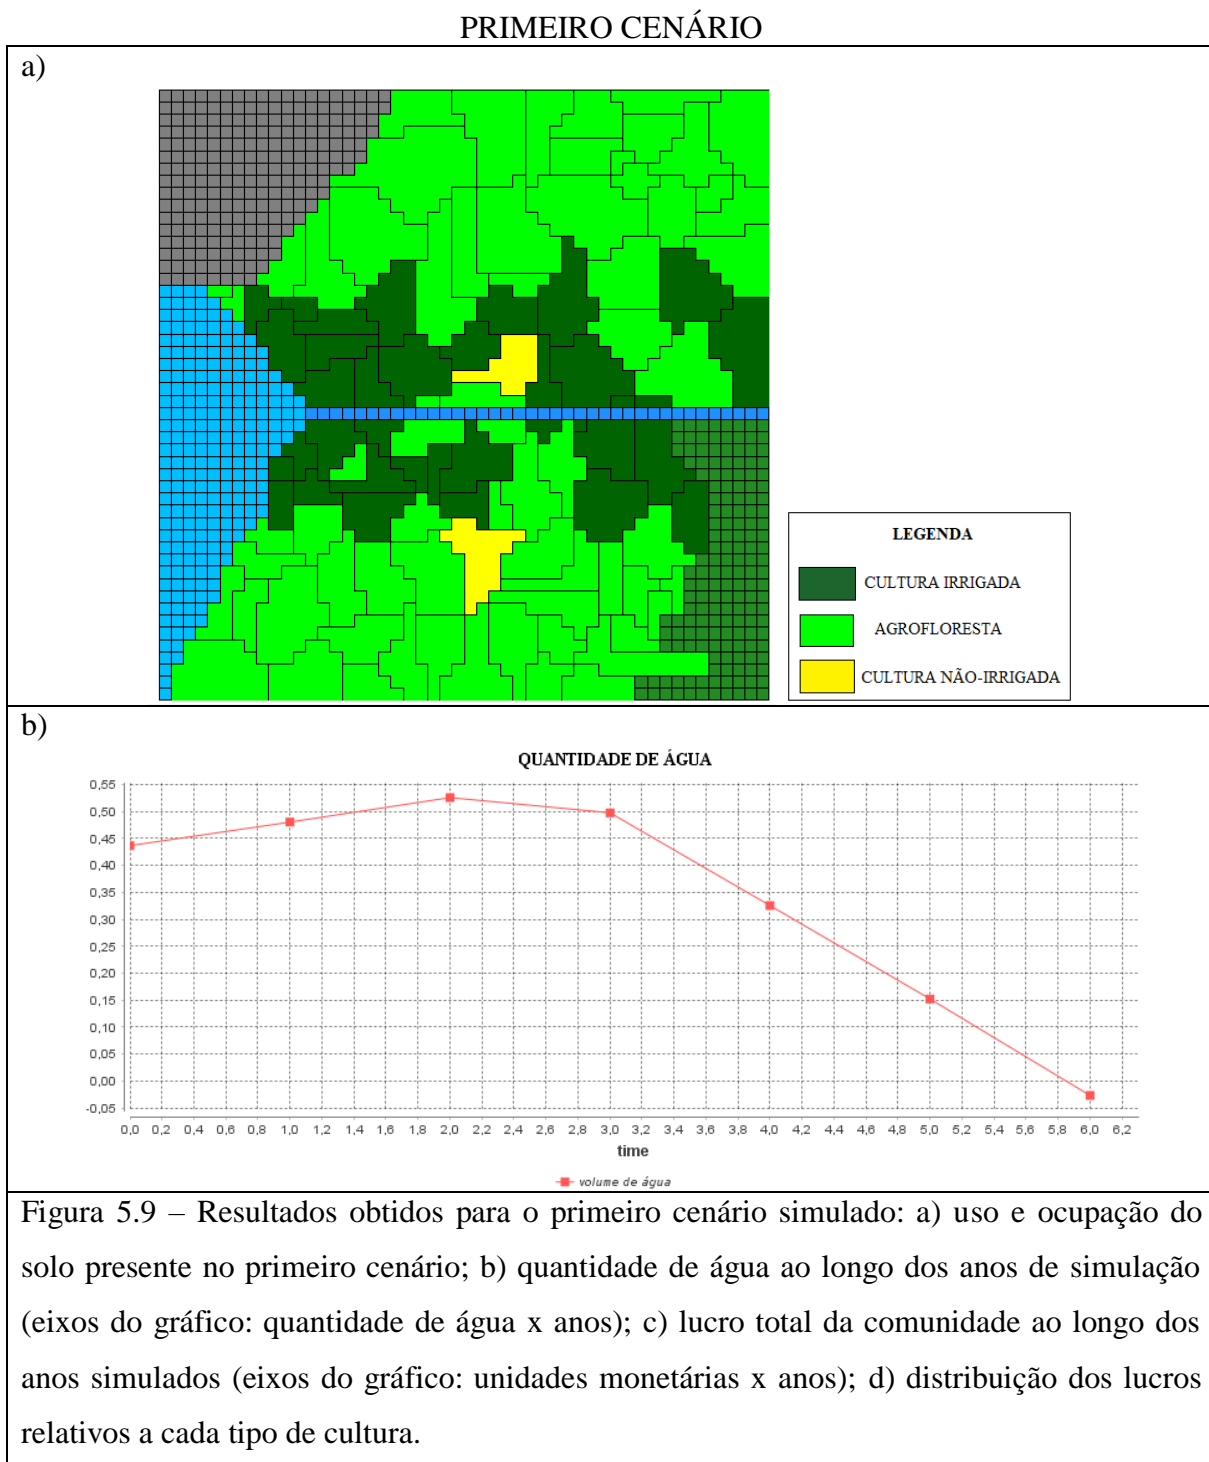 PRIMEIRO CENÁRIO
a)
LEGENDA
CULTURA IRRIGADA
AGROFLORESTA
CULTURA NÃO-IRRIGADA
b)
QUANTIDADE DE ÁGUA
0,55
0,50
0,45
0,40
0,35
0,30
0,25
0,20
0,15
0,10
0,05
0,00
-0,05
0,0 0,2 0,4 0,6 0,8 1,0 1,2 1,4 1,6 1,8 2,0 2,2 2,4 2,6 2,8 3,0 3,2 3,4 3,6 3,8 4,0 4,2 4,4 4,6 4,8 5,0 5,2 5,4 5,6 5,8 6,0 6,2
time
volume de água
Figura 5.9 – Resultados obtidos para o primeiro cenário simulado: a) uso e ocupação do
solo presente no primeiro cenário; b) quantidade de água ao longo dos anos de simulação
(eixos do gráfico: quantidade de água x anos); c) lucro total da comunidade ao longo dos
anos simulados (eixos do gráfico: unidades monetárias x anos); d) distribuição dos lucros
relativos a cada tipo de cultura.